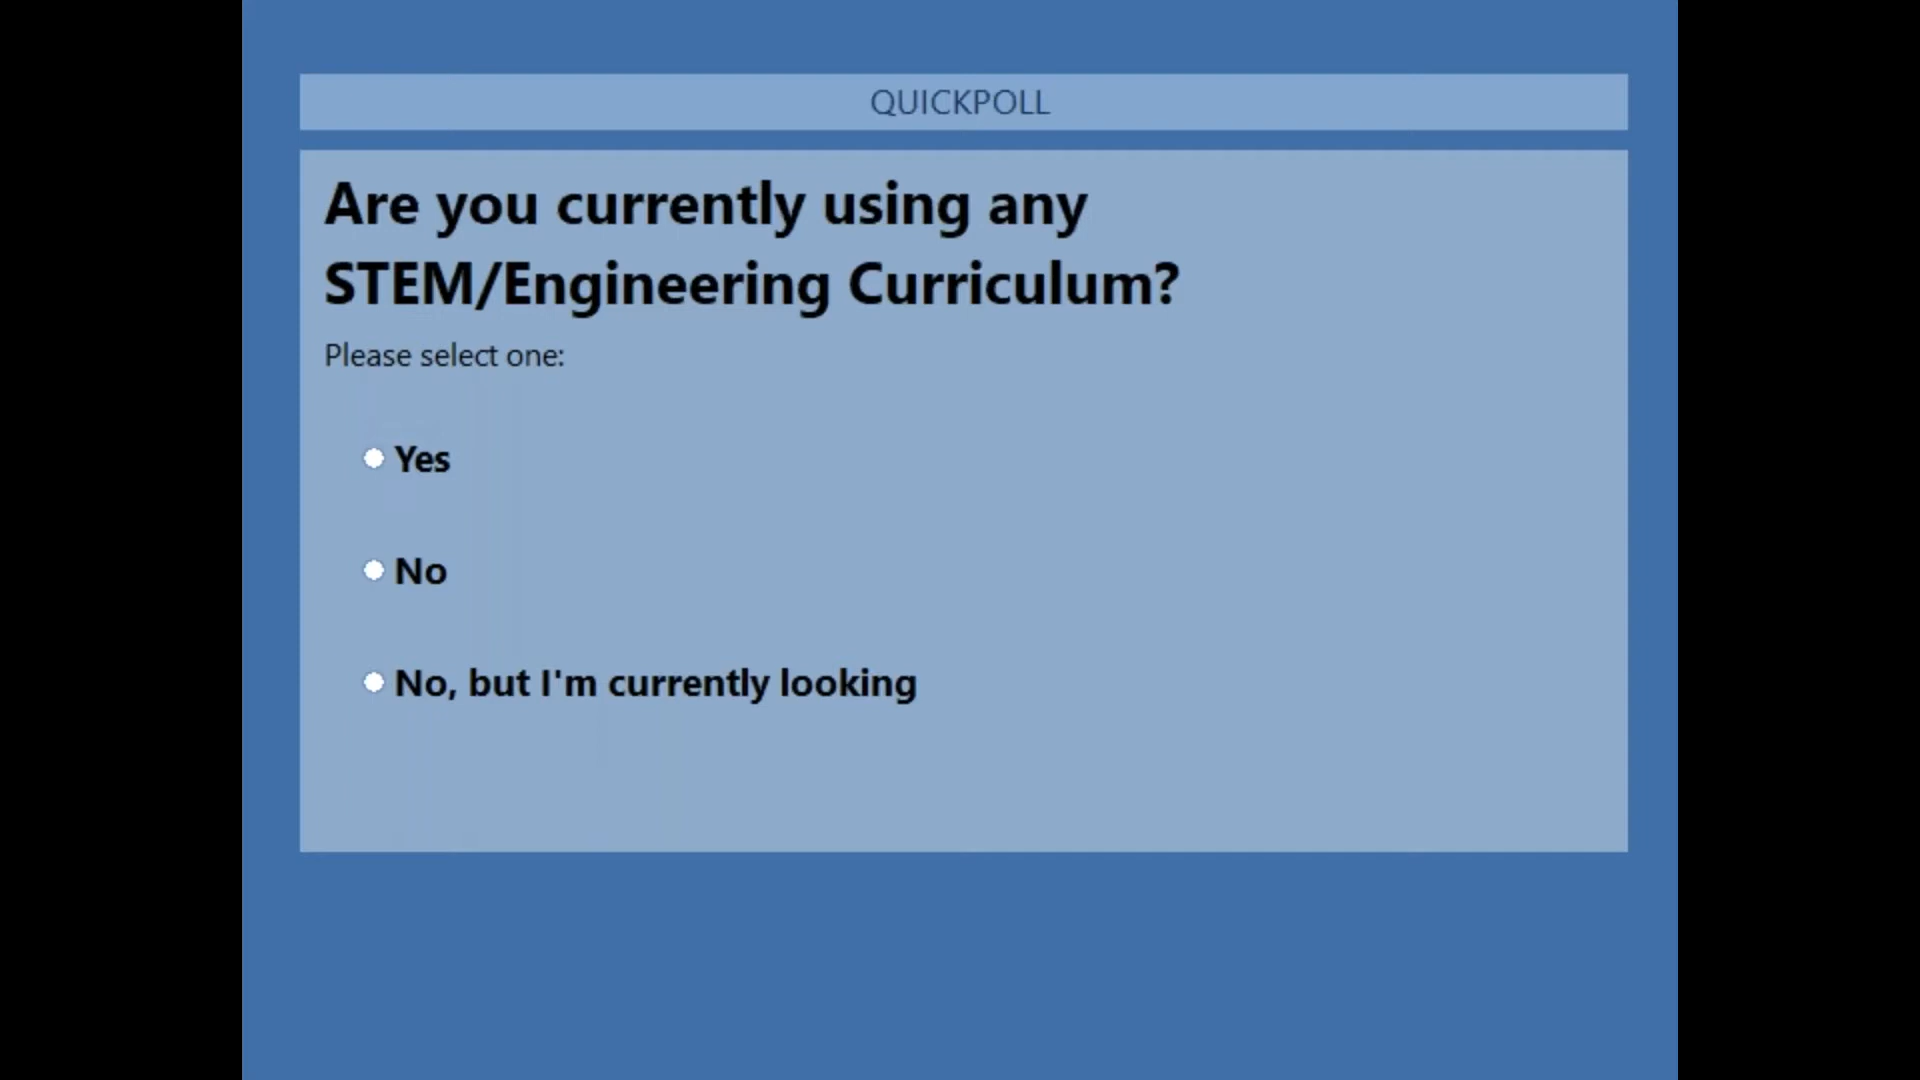 QUICKPOLL
Are you currently using any
STEM/Engineering Curriculum?
Please select one:
Yes
No
No, but I'm currently looking